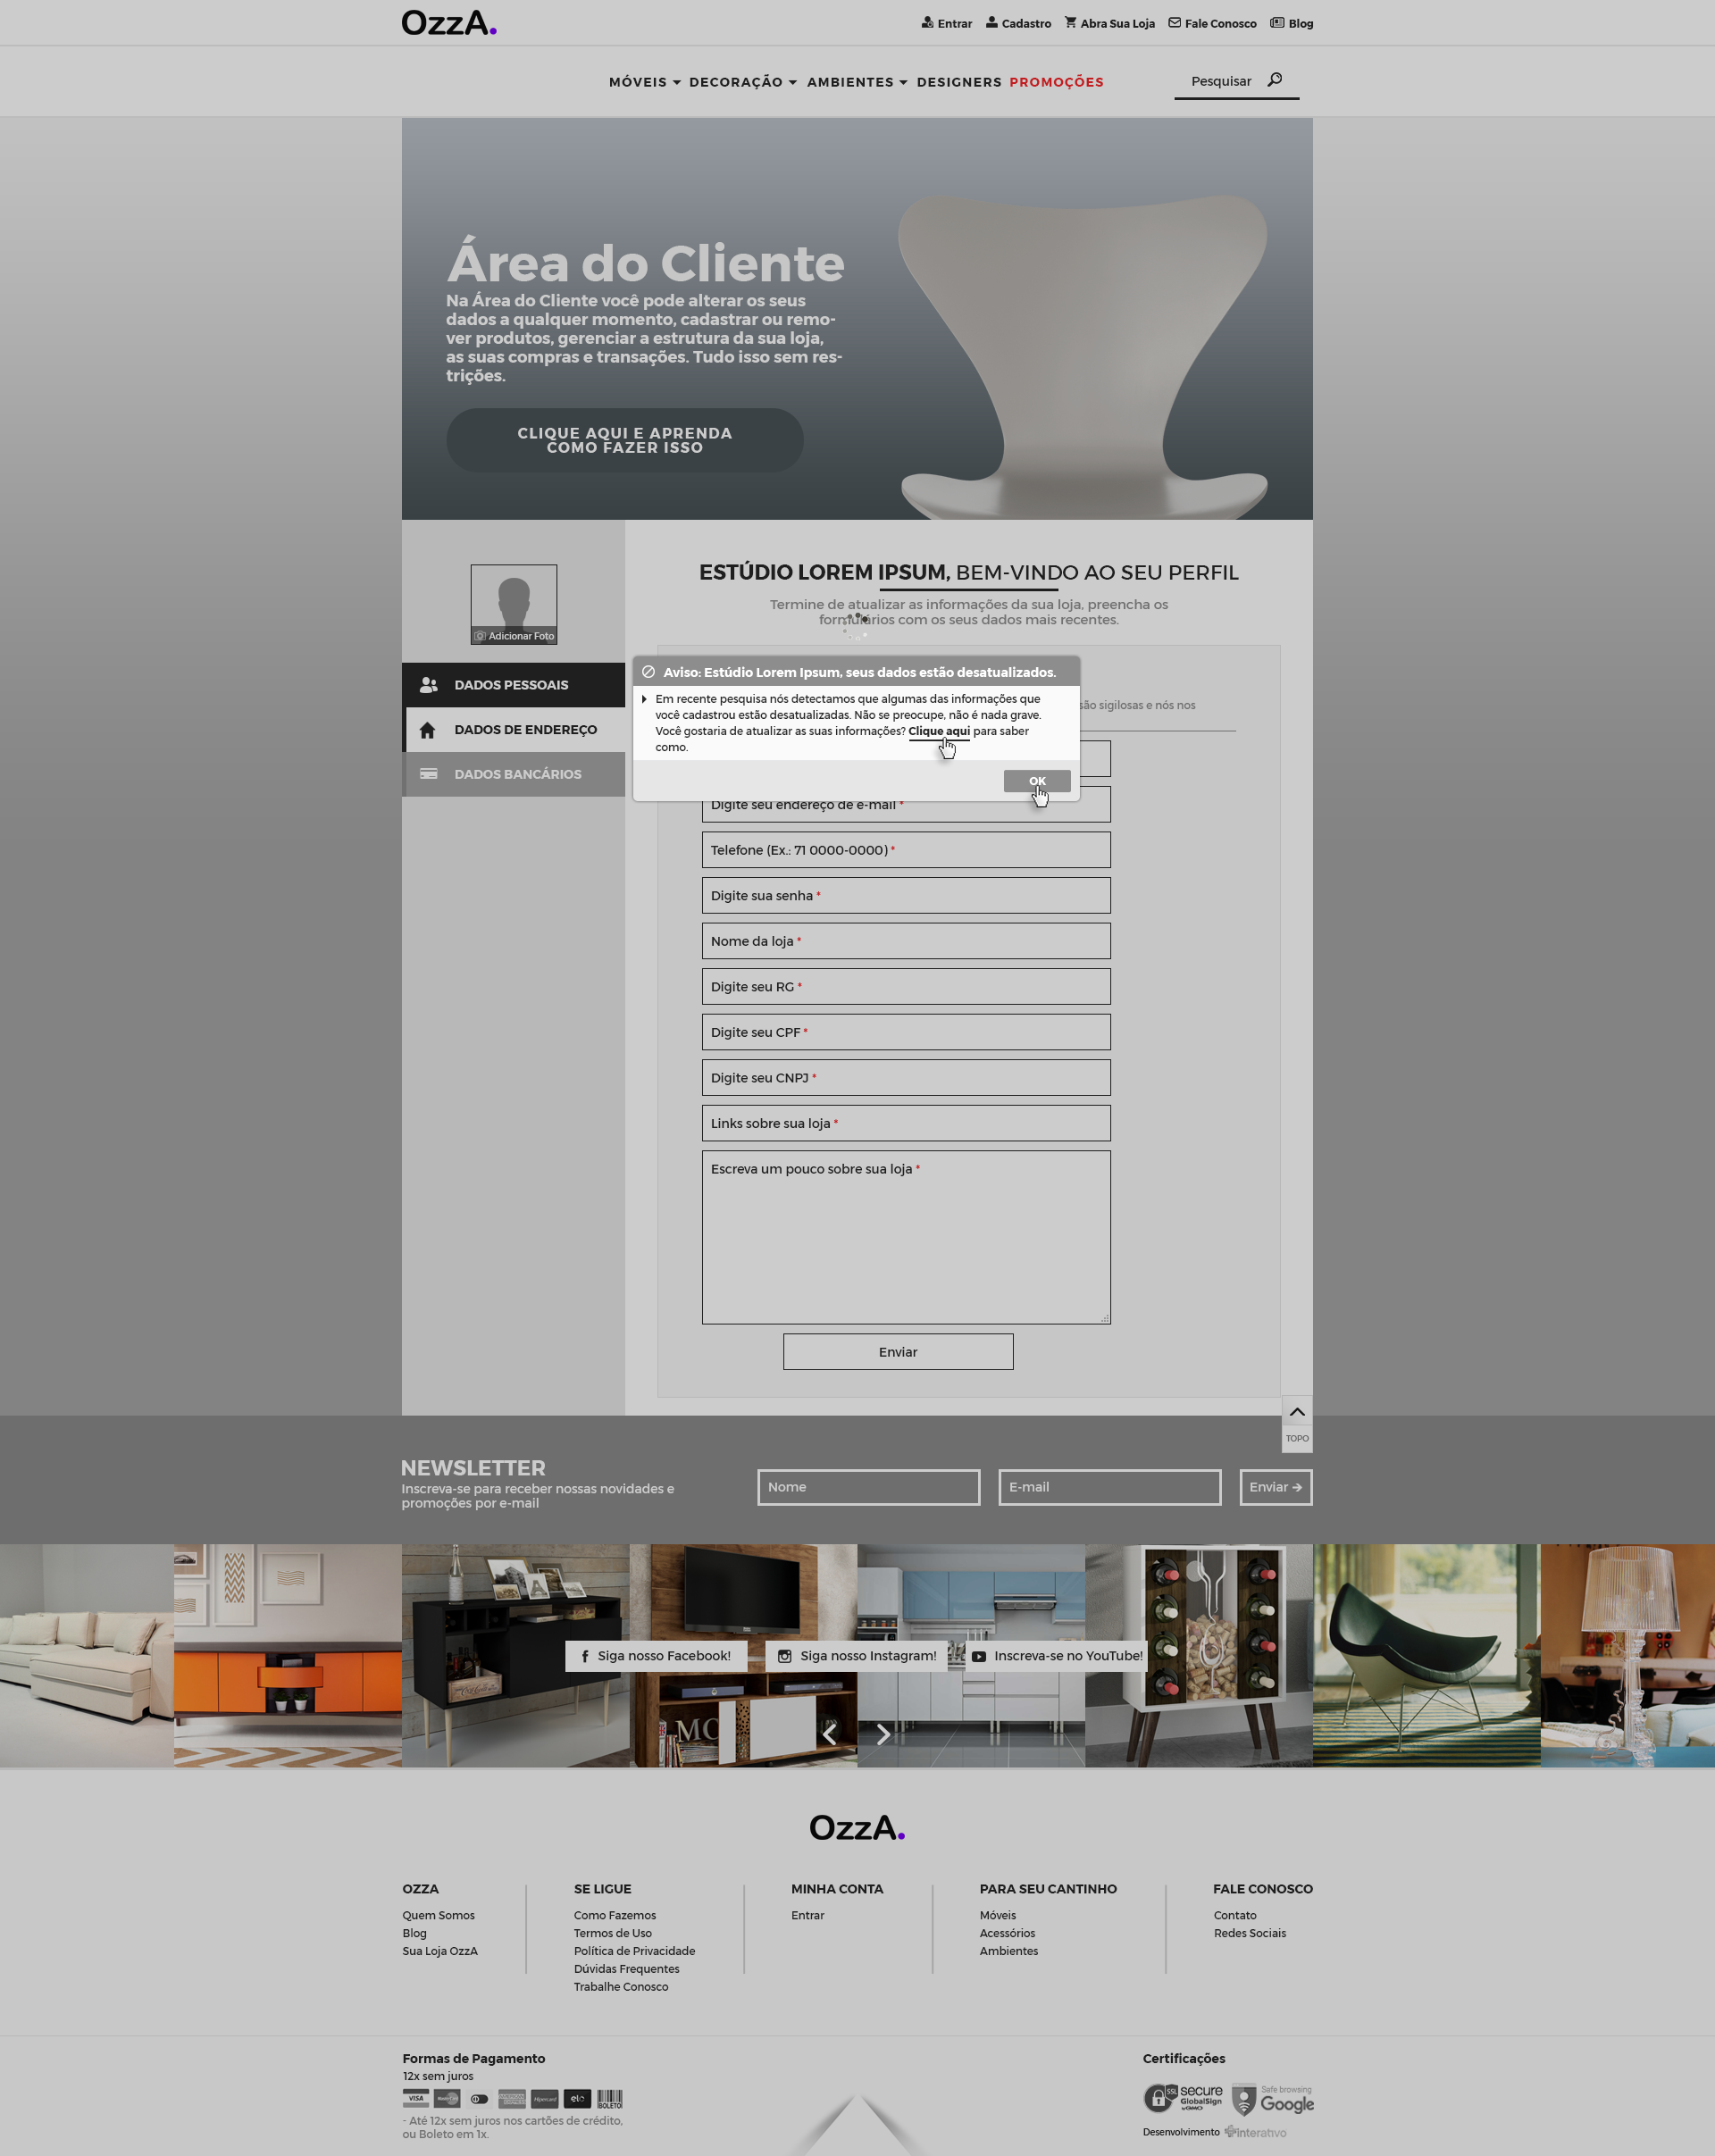 OzzA.
Entrar
Cadastro
Abra Sua Loja
Fale Conosco
Blog
MÓVEIS
DECORAÇÃO
AMBIENTES
DESIGNERS
PROMOÇÕES
Pesquisar
Área do Cliente
Na Área do Cliente você pode alterar os seus
dados a qualquer momento, cadastrar ou remo-
ver produtos, gerenciar a estrutura da sua loja,
as suas compras e transações. Tudo isso sem res-
trições.
CLIQUE AQUI E APRENDA
COMO FAZER ISSO
Adicionar Foto
DADOS PESSOAIS
DADOS DE ENDEREÇO
DADOS BANCÁRIOS
ESTÚDIO LOREM IPSUM, BEM-VINDO AO SEU PERFIL
Termine de atualizar as informações da sua loja, preencha os
formulários com os seus dados mais recentes.
Aviso: Estúdio Lorem Ipsum, seus dados estão desatualizados.
Em recente pesquisa nós detectamos que algumas das informações que
você cadastrou estão desatualizadas. Não se preocupe, não é nada grave.
Você gostaria de atualizar as suas informações? Clique aqui para saber
como.
OK
são sigilosas e nós nos
Digite seu endereço de e-mail *
Telefone (Ex.: 71 0000-0000) *
Digite sua senha *
Nome da loja *
Digite seu RG *
Digite seu CPF *
Digite seu CNPJ *
Links sobre sua loja *
Escreva um pouco sobre sua loja *
Enviar
TOPO
NEWSLETTER
Inscreva-se para receber nossas novidades e
promoções por e-mail
Nome
E-mail
Enviar
Siga nosso Facebook!
Siga nosso Instagram!
Inscreva-se no YouTube!
OzzA.
OZZA
Quem Somos
Blog
Sua Loja OzzA
SE LIGUE
Como Fazemos
Termos de Uso
Política de Privacidade
Dúvidas Frequentes
Trabalhe Conosco
MINHA CONTA
Entrar
PARA SEU CANTINHO
Móveis
Acessórios
Ambientes
FALE CONOSCO
Contato
Redes Sociais
Formas de Pagamento
12x sem juros
VISA
Hipercard
elo
BOLETO
- Até 12x sem juros nos cartões de crédito,
ou Boleto em 1x.
Certificações
SSL
secure
GlobalSign
by GMO
Safe browsing
Google
Desenvolvimento
interativo